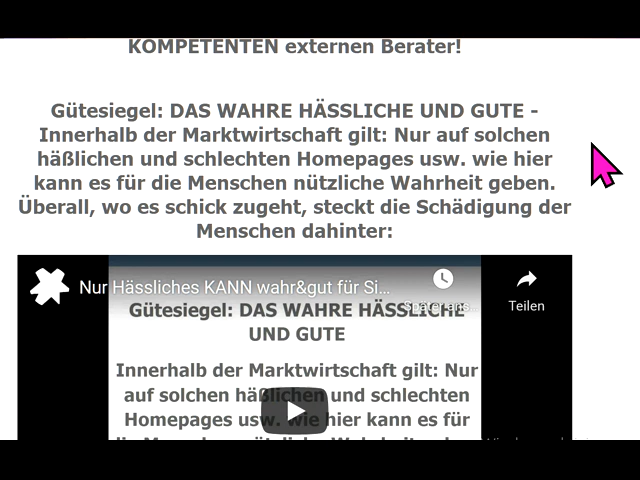 KOMPETENTEN externen Berater!
Gütesiegel: DAS WAHRE HÄSSLICHE UND GUTE -
Innerhalb der Marktwirtschaft gilt: Nur auf solchen
häßlichen und schlechten Homepages usw. wie hier
kann es für die Menschen nützliche Wahrheit geben.
Überall, wo es schick zugeht, steckt die Schädigung der
Menschen dahinter:
Nur Hässliches KANN wahr&gut für Si...
Teilen
Gütesiegel: DAS WAHRE HÄSSLICHE
UND GUTE
Innerhalb der Marktwirtschaft gilt: Nur
auf solchen häßlichen und schlechten
Homepages usw. wie hier kann es für